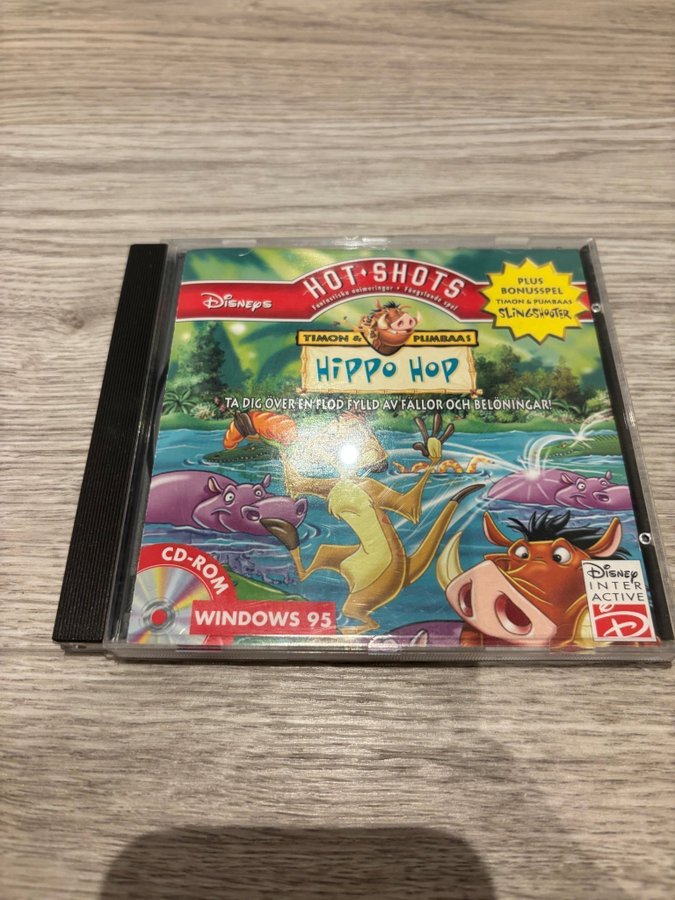 DISNEYS
HOT♦SHOTS
Fantastiska animeringar • Fängslande spel
PLUS
BONUSSPEL
TIMON & PUMBAAS
SLINGSHOOTER
TIMON & PUMBAAS
HIPPO HOP
TA DIG ÖVER EN FLOD FYLLD AV FÄLLOR OCH BELÖNINGAR!
CD-ROM
WINDOWS 95
DISNEY
INTER
ACTIVE